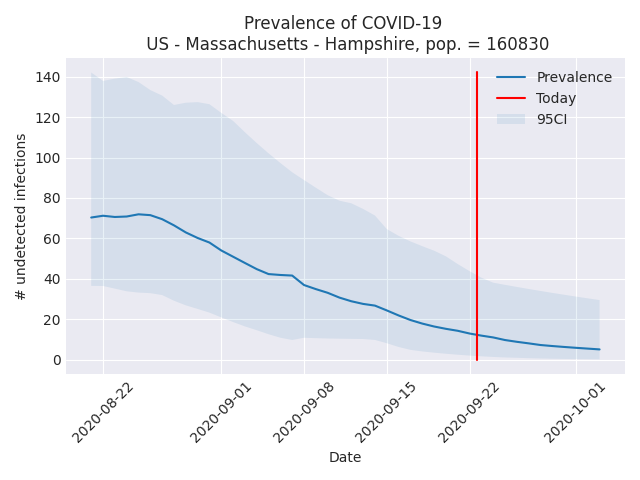 Prevalence of COVID-19
US - Massachusetts - Hampshire, pop. = 160830
Prevalence
Today
95CI
# undetected infections
140
120
100
80
60
40
20
0
2020-08-22
2020-09-01
2020-09-08
2020-09-15
2020-09-22
2020-10-01
Date